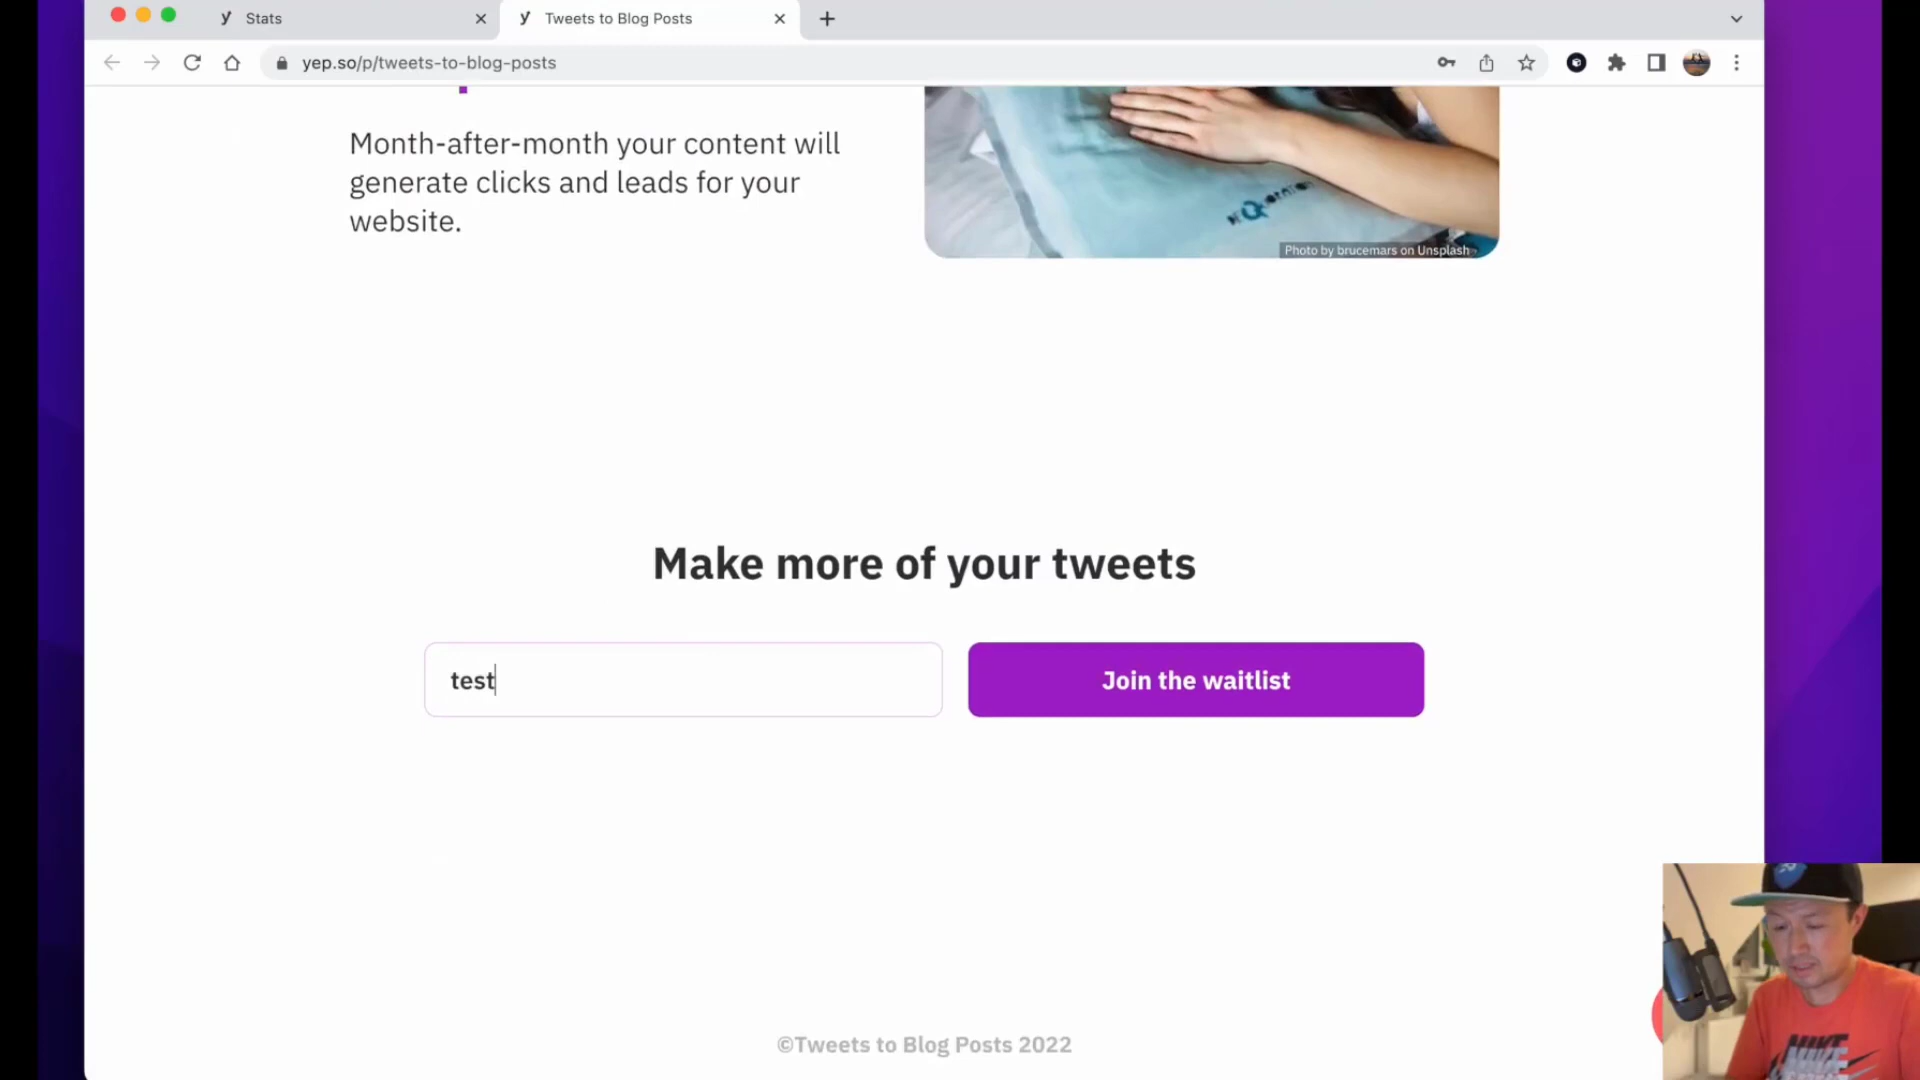 Stats
Tweets to Blog Posts
yep.so/p/tweets-to-blog-posts
Month-after-month your content will
generate clicks and leads for your
website.
Photo by brucemars on Unsplash
Make more of your tweets
test
Join the waitlist
©Tweets to Blog Posts 2022
NIKE